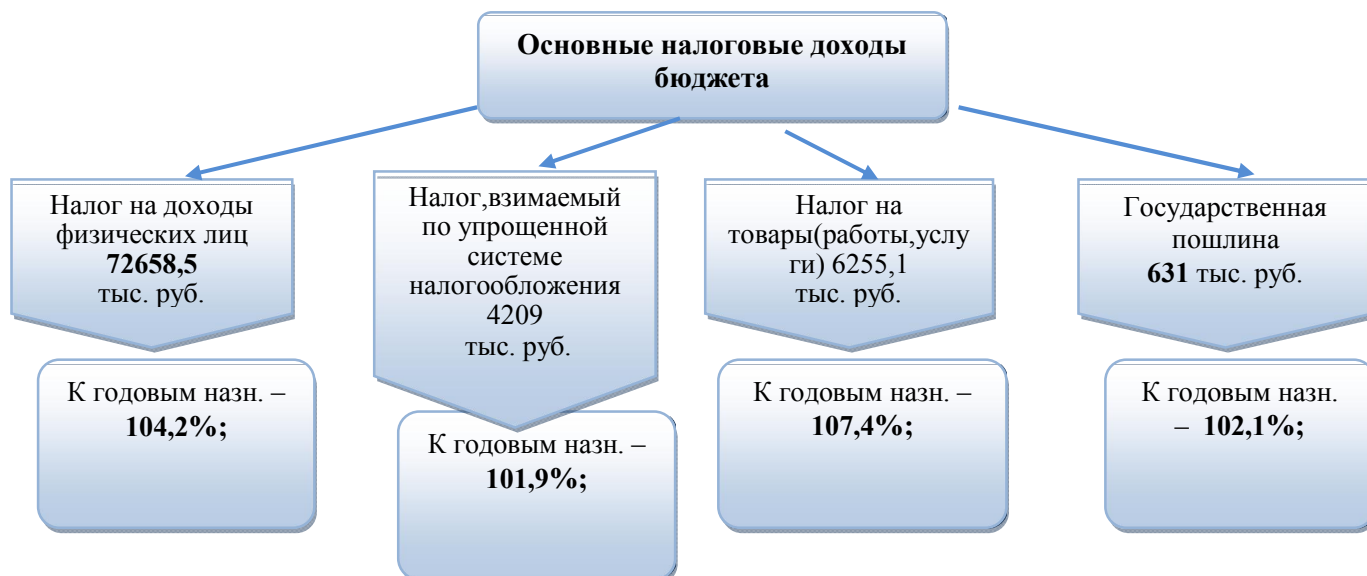 Основные налоговые доходы
бюджета
Налог на доходы
физических лиц
72658,5
тыс. руб.
Налог,взимаемый
по упрощенной
системе
налогообложения
4209
тыс. руб.
Налог на
товары(работы,услу
ги) 6255,1
тыс. руб.
Государственная
пошлина
631 тыс. руб.
К годовым назн. –
104,2%;
К годовым назн. –
101,9%;
К годовым назн. –
107,4%;
К годовым назн.
– 102,1%;